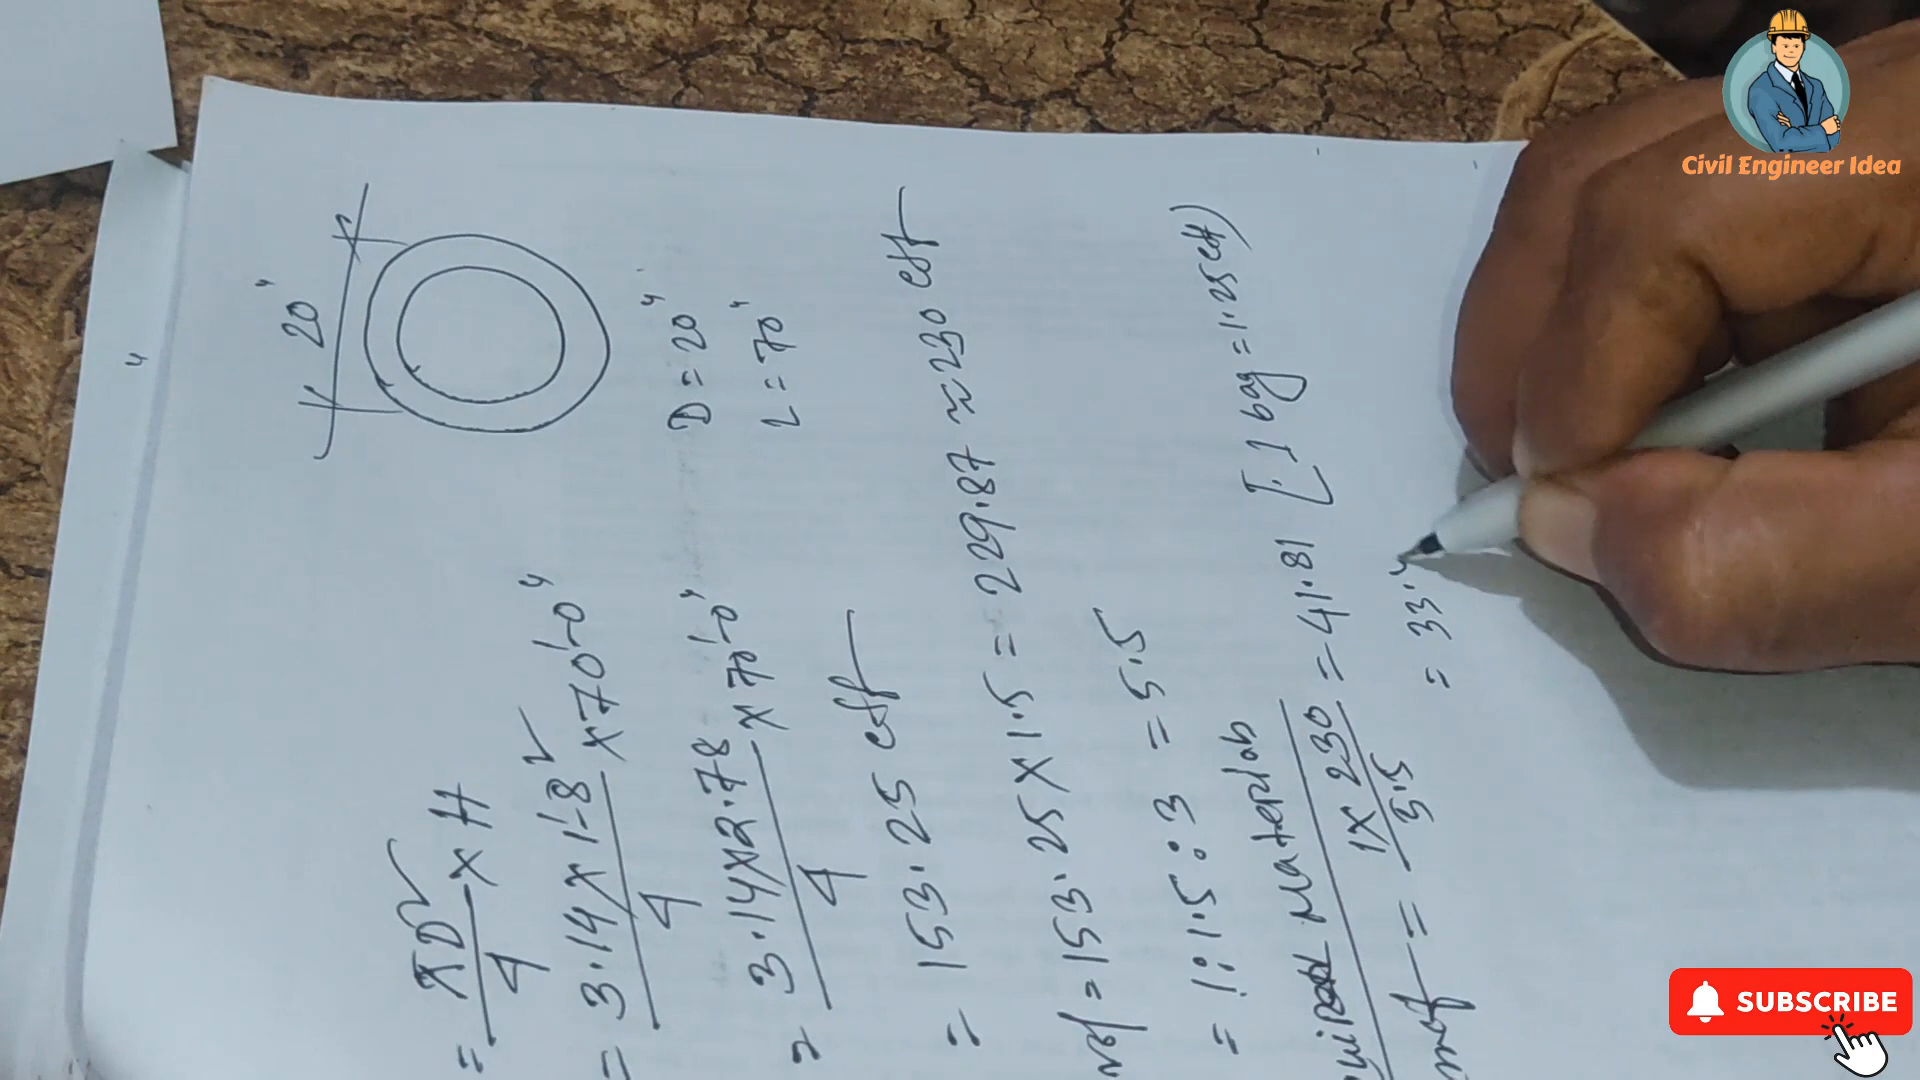 Civil Engineer Idea
20"
D = 20"
L = 70'
= πD²/4 x H
= 3.14 x 1'-8²/4 x 70'-0"
= 3.14 x 2.78/4 x 70'-0"
= 153.25 cft
= 153.25 x 1.5 = 229.87 ≈ 230 cft
= 1:1.5:3 = 5.5
= 1 x 230/5.5 = 41.81 [1 bag = 1.25 cft)
= 33.
SUBSCRIBE